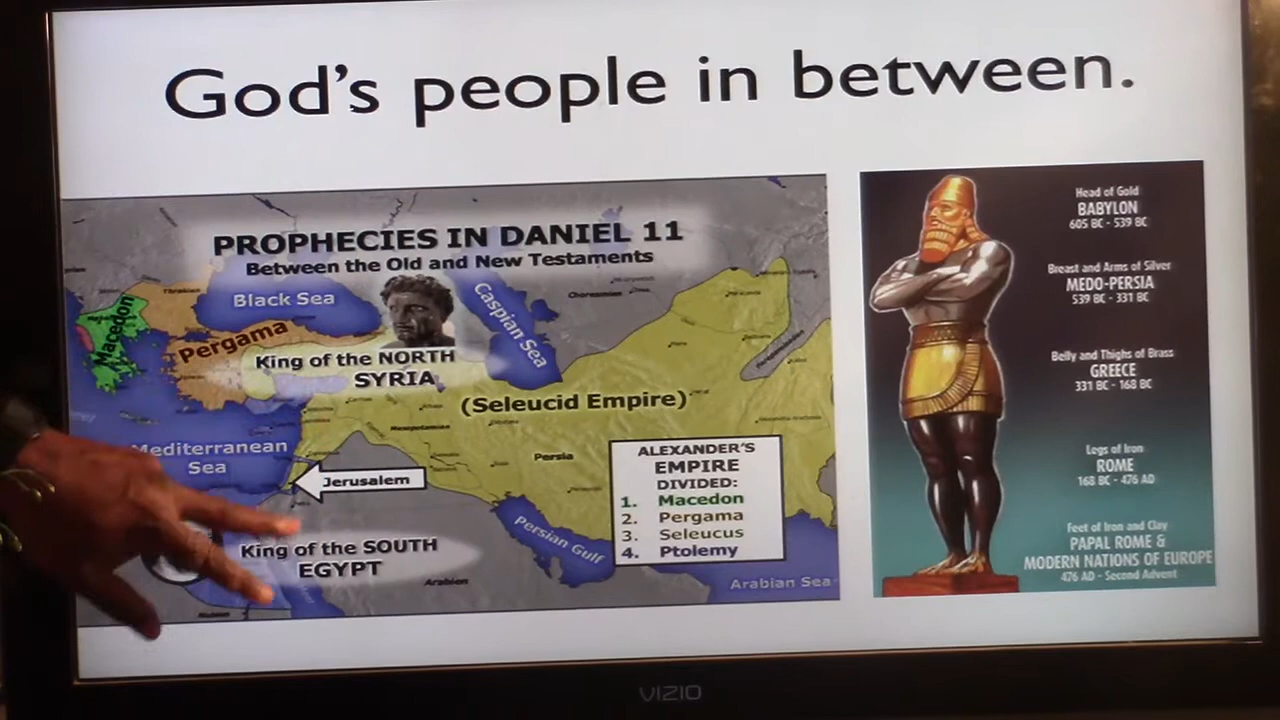 God's people in between.
PROPHECIES IN DANIEL 11
Between the Old and New Testaments
Black Sea
Caspian Sea
Macedon
Pergama
King of the NORTH
SYRIA
(Seleucid Empire)
Mediterranean
Sea
Mesopotamien
Persia
Jerusalem
ALEXANDER'S
EMPIRE
DIVIDED:
1. Macedon
2. Pergama
3. Seleucus
4. Ptolemy
King of the SOUTH
EGYPT
Arabien
Persian Gulf
Arabian Sea
Head of Gold
BABYLON
605 BC - 539 BC
Breast and Arms of Silver
MEDO-PERSIA
539 BC - 331 BC
Belly and Thighs of Brass
GREECE
331 BC - 168 BC
Legs of Iron
ROME
168 BC - 476 AD
Feet of Iron and Clay
PAPAL ROME &
MODERN NATIONS OF EUROPE
476 AD - Second Advent
VIZIO